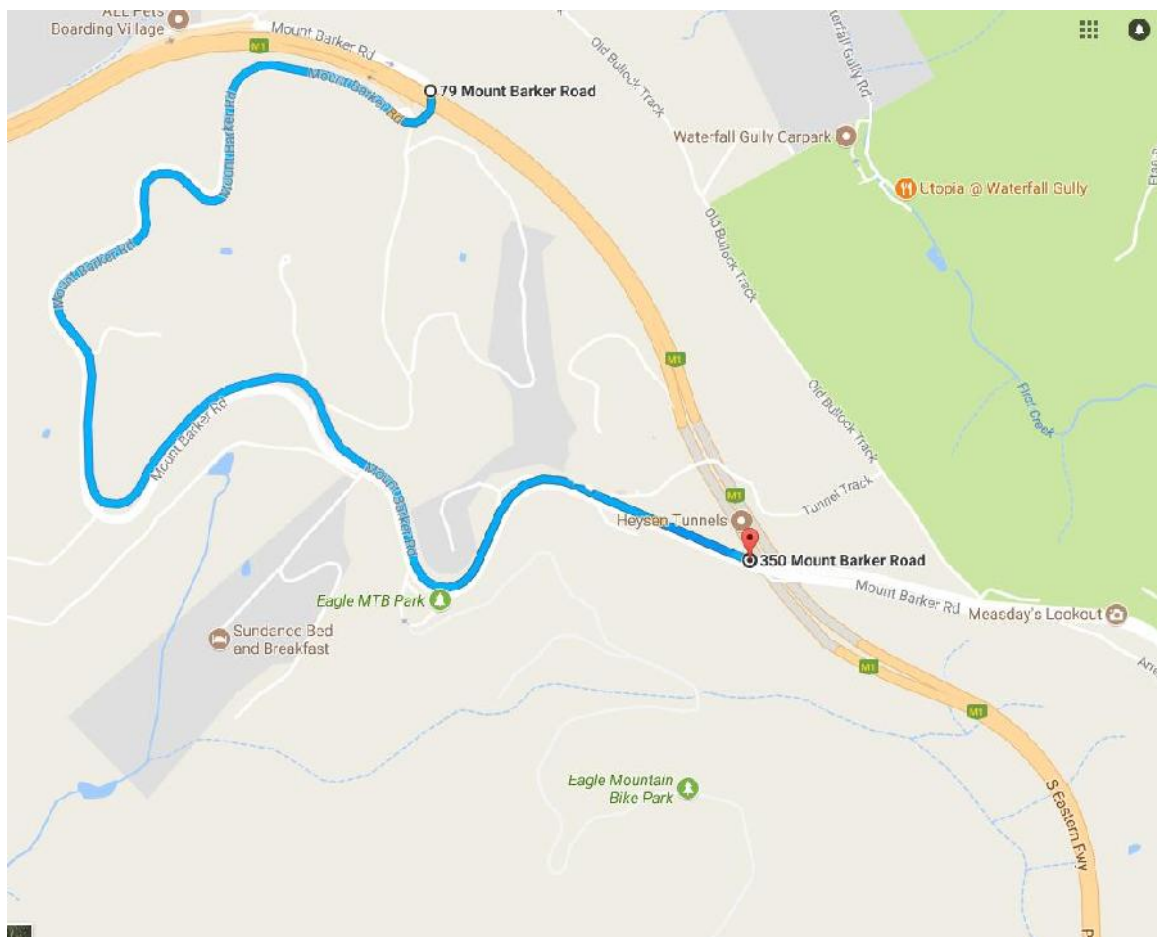 ALL Pets
Boarding Village
M1
Mount Barker Rd
Mount Barker Rd
79 Mount Barker Road
Old Bullock Track
Waterfall Gully Carpark
Utopia @ Waterfall Gully
Mount Barker Rd
Mount Barker Rd
Old Bullock Track
M1
Old Bullock Track
First Creek
Mount Barker Rd
Mount Barker Rd
M1
Tunnel Track
Heysen Tunnels
350 Mount Barker Road
Mount Barker Rd
Measday's Lookout
Eagle MTB Park
Sundance Bed
and Breakfast
M1
M1
Eagle Mountain
Bike Park
S Eastern Fwy